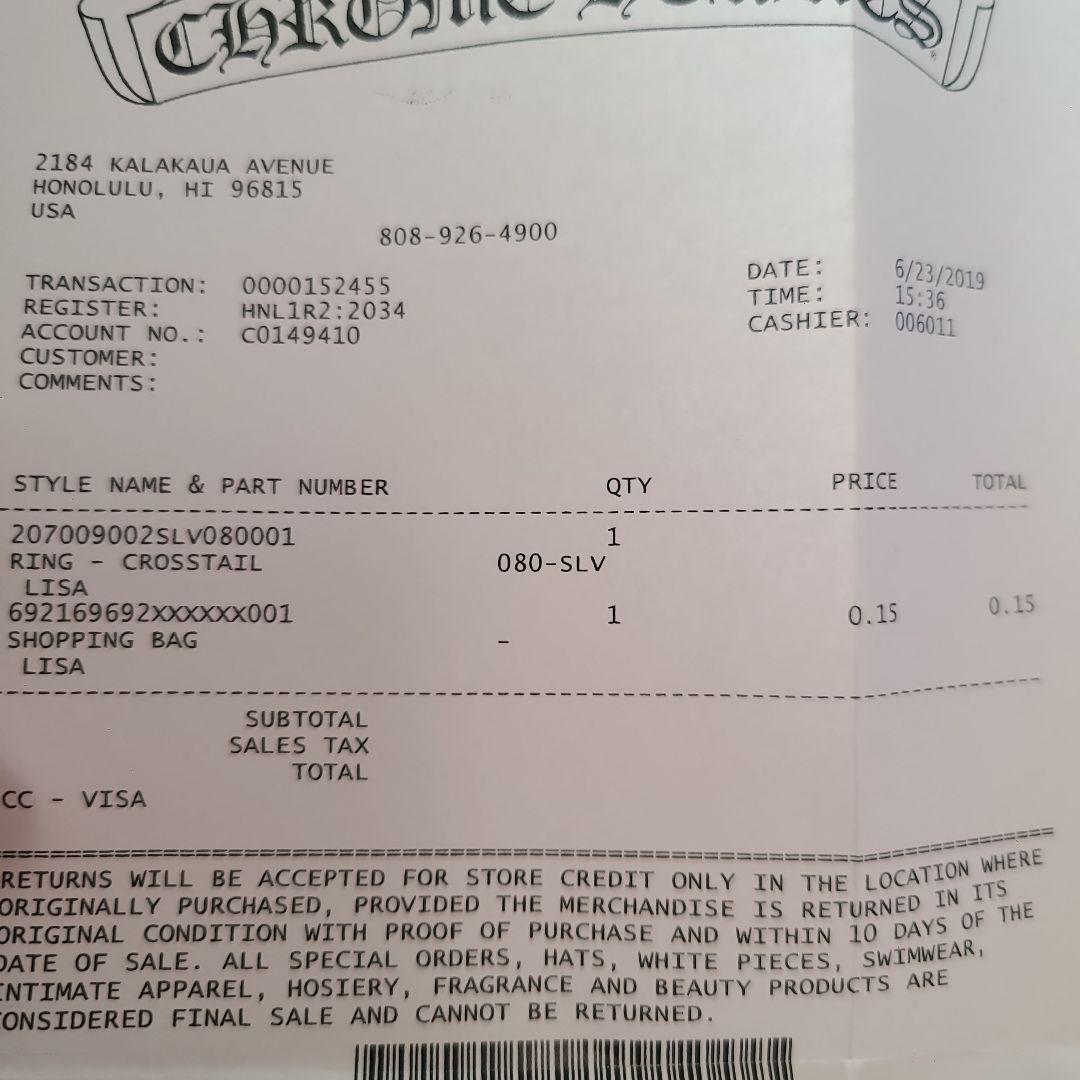 CHROME HEARTS®
2184 KALAKAUA AVENUE
HONOLULU, HI 96815
USA
808-926-4900
TRANSACTION: 0000152455
REGISTER: HNL1R2:2034
ACCOUNT NO.: C0149410
CUSTOMER:
COMMENTS:
DATE: 6/23/2019
TIME: 15:36
CASHIER: 006011
STYLE NAME & PART NUMBER QTY PRICE TOTAL
207009002SLV080001 1
RING - CROSSTAIL 080-SLV
LISA
692169692XXXXXX001 1 0.15 0.15
SHOPPING BAG -
LISA
SUBTOTAL
SALES TAX
TOTAL
CC - VISA
RETURNS WILL BE ACCEPTED FOR STORE CREDIT ONLY IN THE LOCATION WHERE
ORIGINALLY PURCHASED, PROVIDED THE MERCHANDISE IS RETURNED IN ITS
ORIGINAL CONDITION WITH PROOF OF PURCHASE AND WITHIN 10 DAYS OF THE
DATE OF SALE. ALL SPECIAL ORDERS, HATS, WHITE PIECES, SWIMWEAR,
INTIMATE APPAREL, HOSIERY, FRAGRANCE AND BEAUTY PRODUCTS ARE
CONSIDERED FINAL SALE AND CANNOT BE RETURNED.